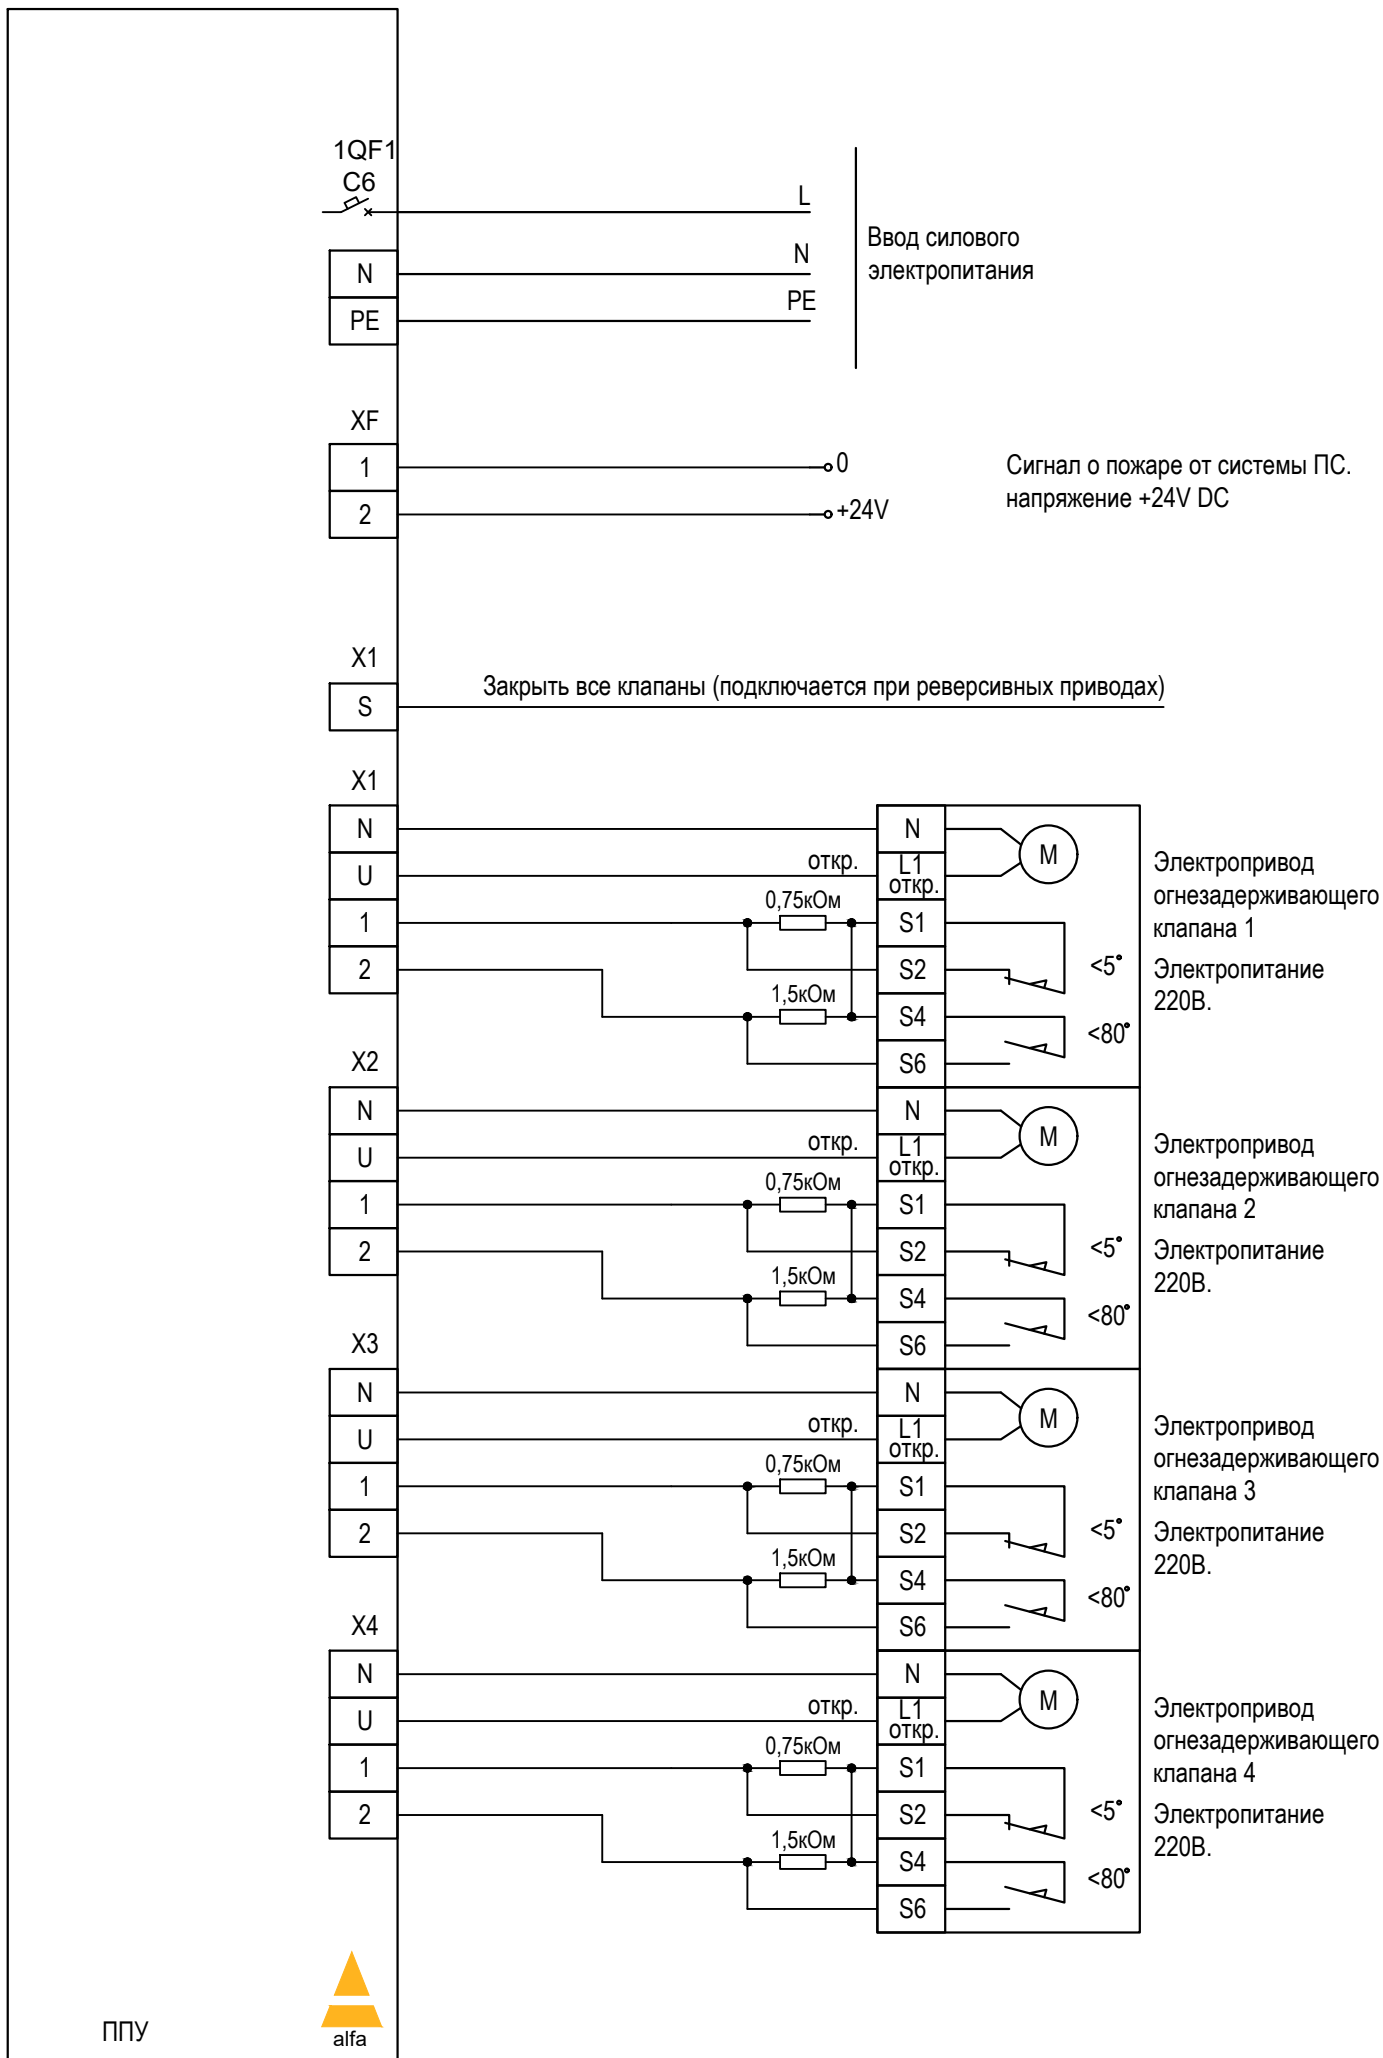 1QF1
C6
L
N
N
PE
PE
Ввод силового
электропитания
XF
1
0
2
+24V
Сигнал о пожаре от системы ПС.
напряжение +24V DC
X1
S
Закрыть все клапаны (подключается при реверсивных приводах)
X1
N
U
1
2
откр.
0,75кОм
1,5кОм
N
L1
откр.
S1
S2
S4
S6
M
<5°
<80°
Электропривод
огнезадерживающего
клапана 1
Электропитание
220В.
X2
N
U
1
2
откр.
0,75кОм
1,5кОм
N
L1
откр.
S1
S2
S4
S6
M
<5°
<80°
Электропривод
огнезадерживающего
клапана 2
Электропитание
220В.
X3
N
U
1
2
откр.
0,75кОм
1,5кОм
N
L1
откр.
S1
S2
S4
S6
M
<5°
<80°
Электропривод
огнезадерживающего
клапана 3
Электропитание
220В.
X4
N
U
1
2
откр.
0,75кОм
1,5кОм
N
L1
откр.
S1
S2
S4
S6
M
<5°
<80°
Электропривод
огнезадерживающего
клапана 4
Электропитание
220В.
ППУ
alfa